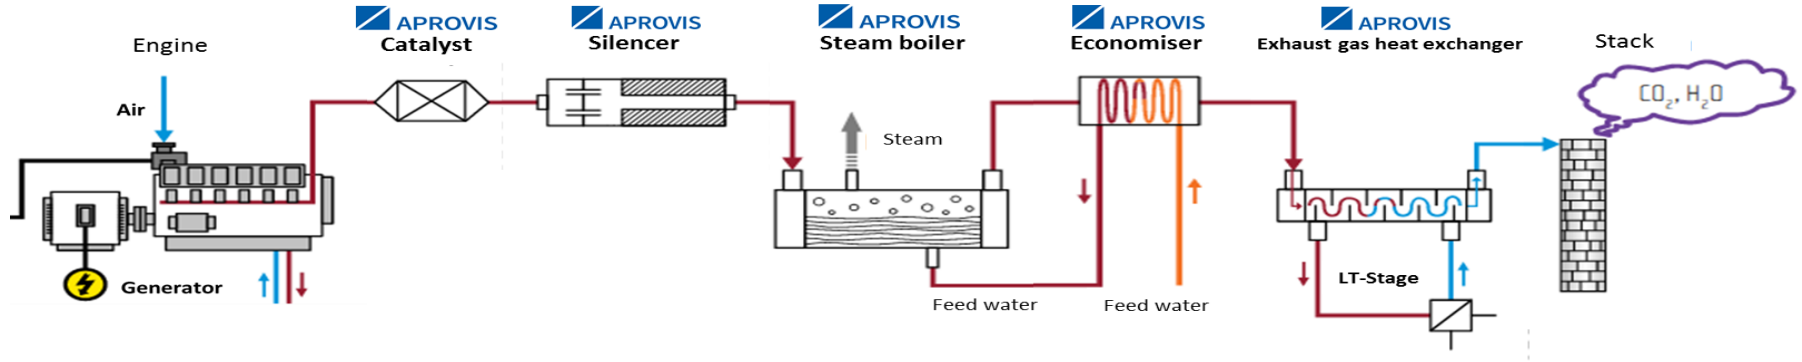 Engine
APROVIS
Catalyst
APROVIS
Silencer
APROVIS
Steam boiler
APROVIS
Economiser
APROVIS
Exhaust gas heat exchanger
Stack
Air
Steam
CO2, H2O
Generator
Feed water
Feed water
LT-Stage